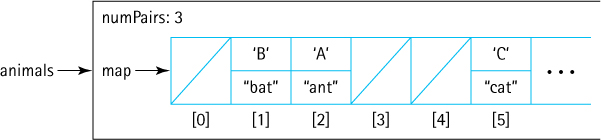 numPairs: 3
‘B’ ‘A’ ‘C’
animals map “bat” “ant” “cat” ...
[0] [1] [2] [3] [4] [5]